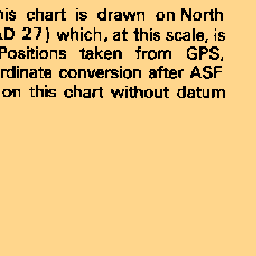 his chart is drawn on North
AD 27) which, at this scale, is
Positions taken from GPS,
rdinate conversion after ASF
on this chart without datum